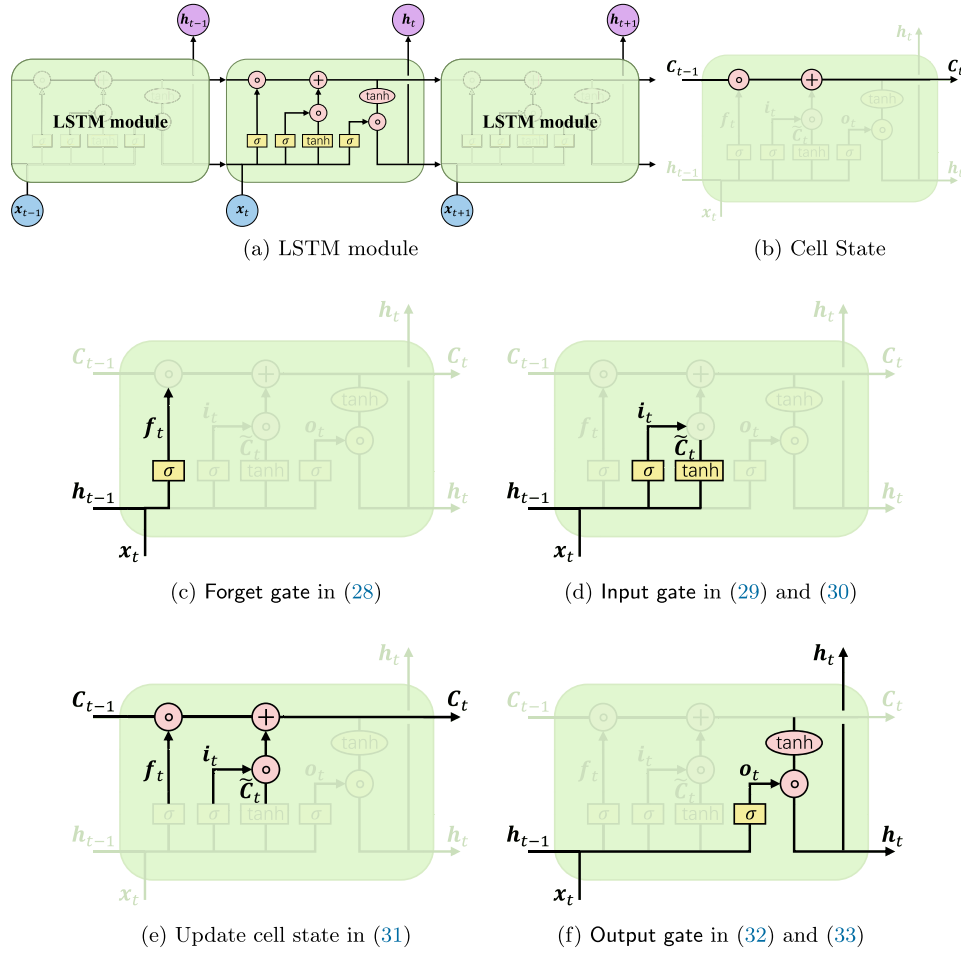 h_{t-1} h_t h_{t+1}
LSTM module tanh σ σ tanh σ LSTM module
x_{t-1} x_t x_{t+1}
(a) LSTM module
C_{t-1} C_t h_t
f_t i_t C̃_t o_t tanh
σ σ tanh σ
h_{t-1} h_t
x_t
(b) Cell State
h_t
C_{t-1} C_t
tanh
f_t i_t C̃_t o_t
σ σ tanh σ
h_{t-1} h_t
x_t
(c) Forget gate in (28)
h_t
C_{t-1} C_t
tanh
f_t i_t C̃_t o_t
σ σ tanh σ
h_{t-1} h_t
x_t
(d) Input gate in (29) and (30)
h_t
C_{t-1} C_t
tanh
f_t i_t C̃_t o_t
σ σ tanh σ
h_{t-1} h_t
x_t
(e) Update cell state in (31)
h_t
C_{t-1} C_t
tanh
f_t i_t C̃_t o_t
σ σ tanh σ
h_{t-1} h_t
x_t
(f) Output gate in (32) and (33)